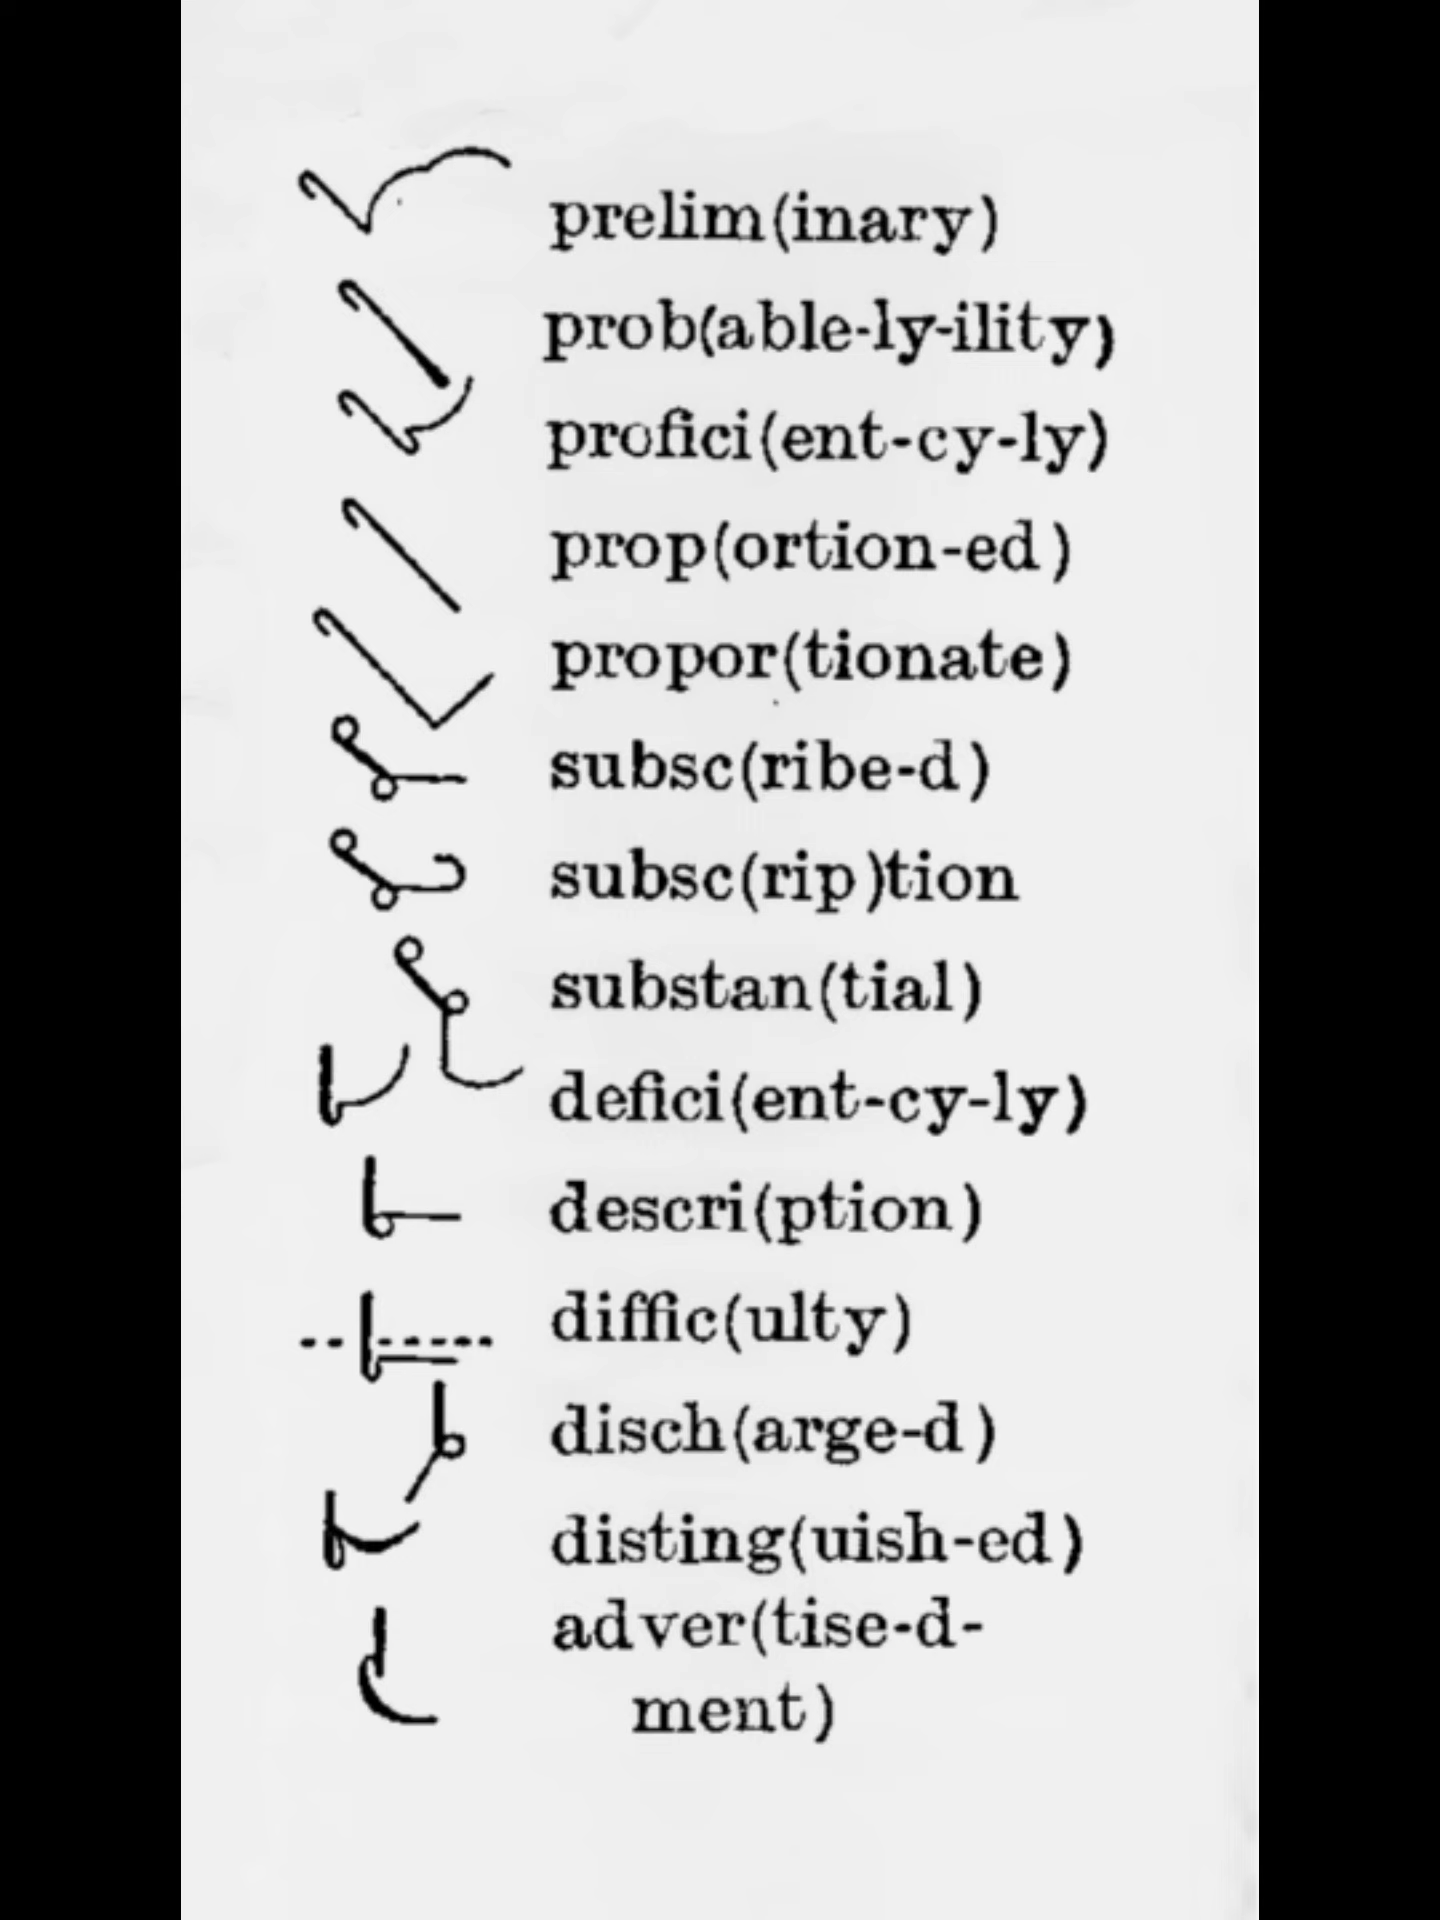 prelim(inary)
prob(able-ly-ility)
profici(ent-cy-ly)
prop(ortion-ed)
propor(tionate)
subsc(ribe-d)
subsc(rip)tion
substan(tial)
defici(ent-cy-ly)
descri(ption)
diffic(ulty)
disch(arge-d)
disting(uish-ed)
adver(tise-d-
ment)